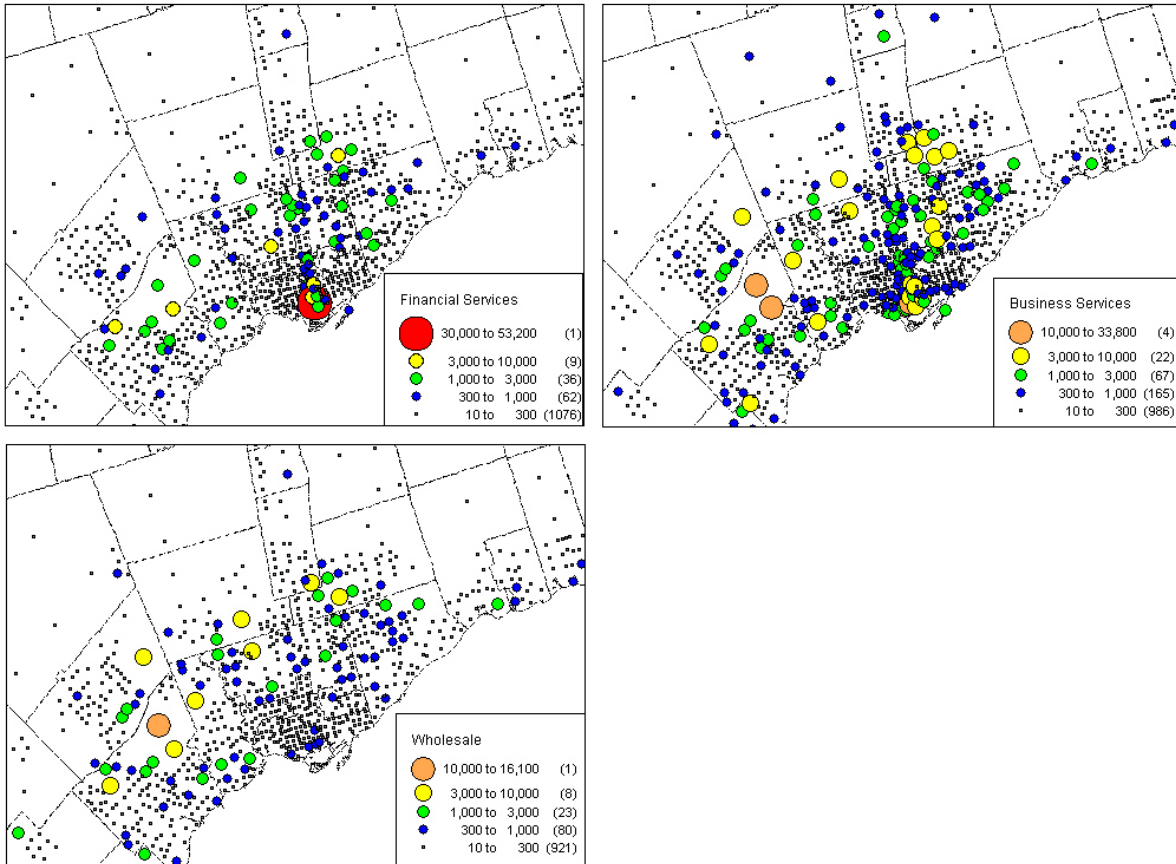 Financial Services
30,000 to 53,200 (1)
3,000 to 10,000 (9)
1,000 to 3,000 (36)
300 to 1,000 (62)
10 to 300 (1076)
Business Services
10,000 to 33,800 (4)
3,000 to 10,000 (22)
1,000 to 3,000 (67)
300 to 1,000 (165)
10 to 300 (986)
Wholesale
10,000 to 16,100 (1)
3,000 to 10,000 (8)
1,000 to 3,000 (23)
300 to 1,000 (80)
10 to 300 (921)